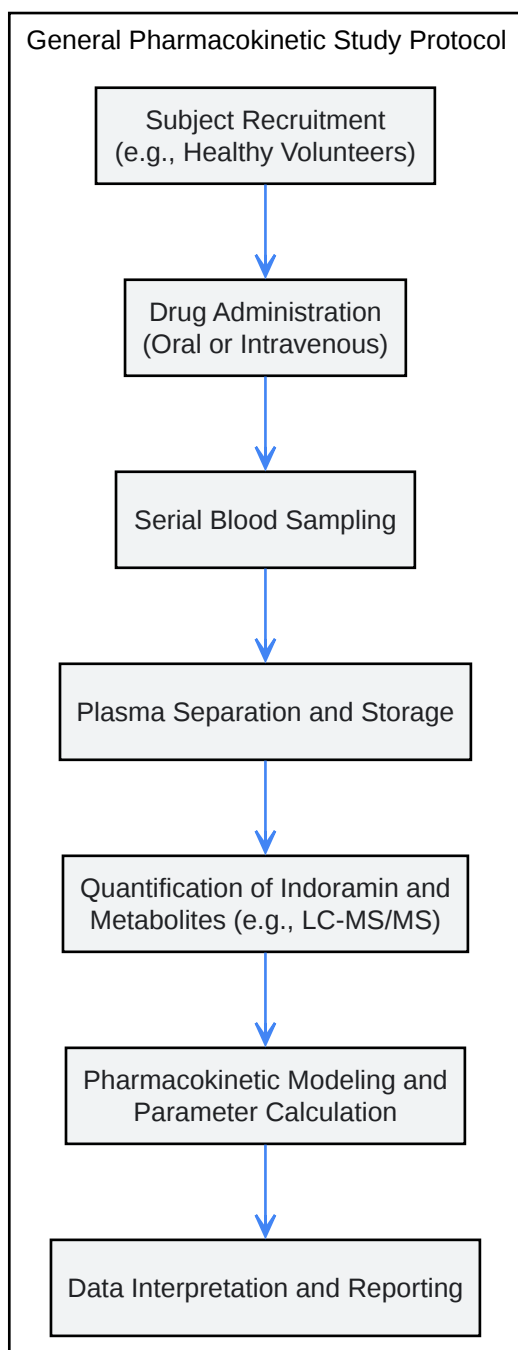 General Pharmacokinetic Study Protocol
Subject Recruitment
(e.g., Healthy Volunteers)
Drug Administration
(Oral or Intravenous)
Serial Blood Sampling
Plasma Separation and Storage
Quantification of Indoramin and
Metabolites (e.g., LC-MS/MS)
Pharmacokinetic Modeling and
Parameter Calculation
Data Interpretation and Reporting